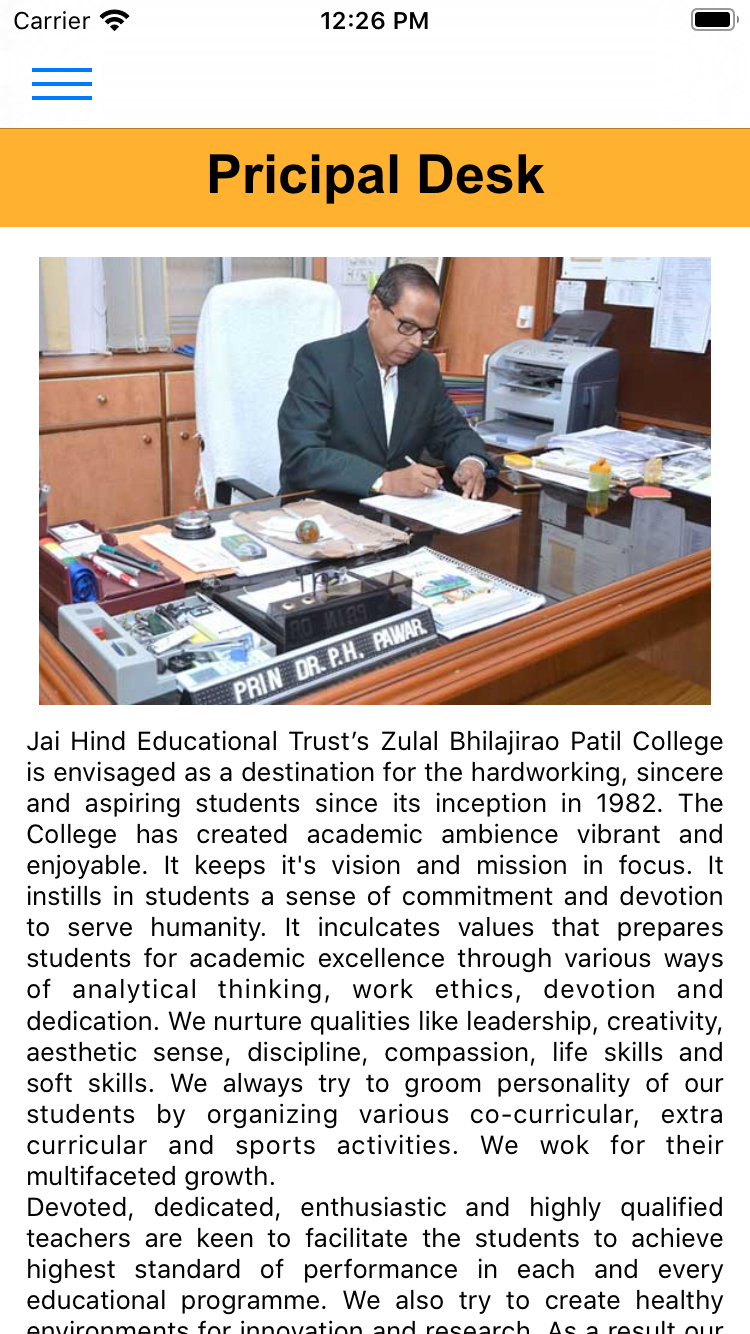 Carrier 12:26 PM
Pricipal Desk
PRIN DR. P.H. PAWAR.
Jai Hind Educational Trust’s Zulal Bhilajirao Patil College
is envisaged as a destination for the hardworking, sincere
and aspiring students since its inception in 1982. The
College has created academic ambience vibrant and
enjoyable. It keeps it's vision and mission in focus. It
instills in students a sense of commitment and devotion
to serve humanity. It inculcates values that prepares
students for academic excellence through various ways
of analytical thinking, work ethics, devotion and
dedication. We nurture qualities like leadership, creativity,
aesthetic sense, discipline, compassion, life skills and
soft skills. We always try to groom personality of our
students by organizing various co-curricular, extra
curricular and sports activities. We wok for their
multifaceted growth.
Devoted, dedicated, enthusiastic and highly qualified
teachers are keen to facilitate the students to achieve
highest standard of performance in each and every
educational programme. We also try to create healthy
environments for innovation and research. As a result our